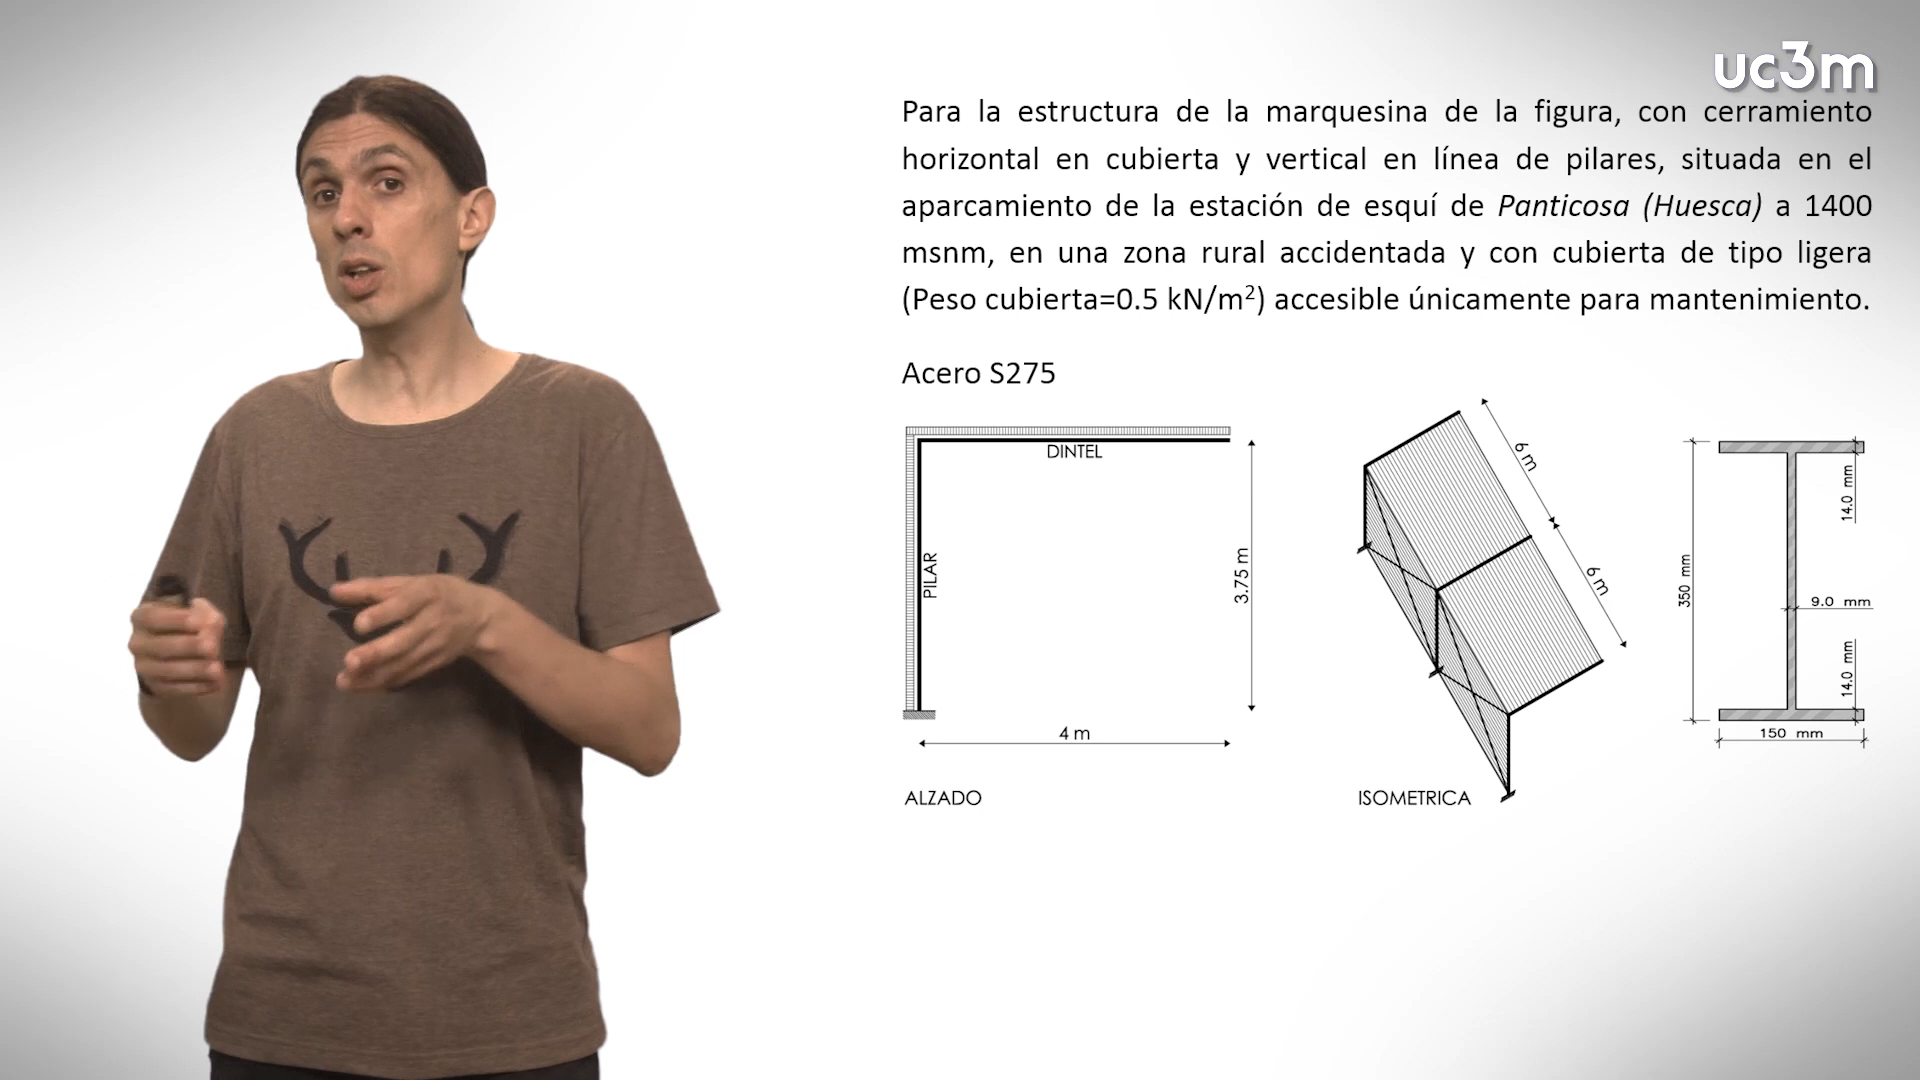 uc3m
Para la estructura de la marquesina de la figura, con cerramiento
horizontal en cubierta y vertical en línea de pilares, situada en el
aparcamiento de la estación de esquí de Panticosa (Huesca) a 1400
msnm, en una zona rural accidentada y con cubierta de tipo ligera
(Peso cubierta=0.5 kN/m²) accesible únicamente para mantenimiento.
Acero S275
DINTEL
PILAR
3.75 m
4 m
ALZADO
6 m
6 m
ISOMETRICA
350 mm
14.0 mm
9.0 mm
14.0 mm
150 mm